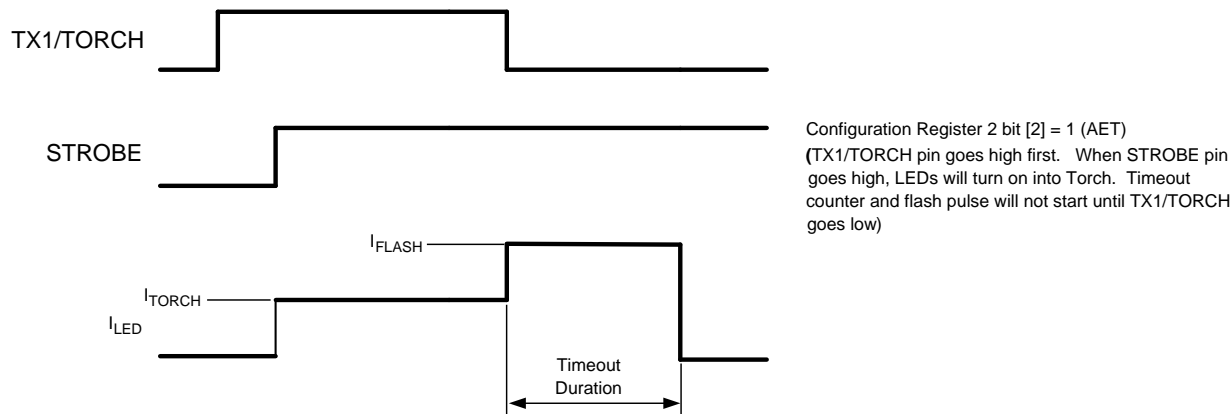 TX1/TORCH
STROBE
Configuration Register 2 bit [2] = 1 (AET)
(TX1/TORCH pin goes high first. When STROBE pin
goes high, LEDs will turn on into Torch. Timeout
counter and flash pulse will not start until TX1/TORCH
goes low)
IFLASH
ITORCH
ILED
Timeout
Duration